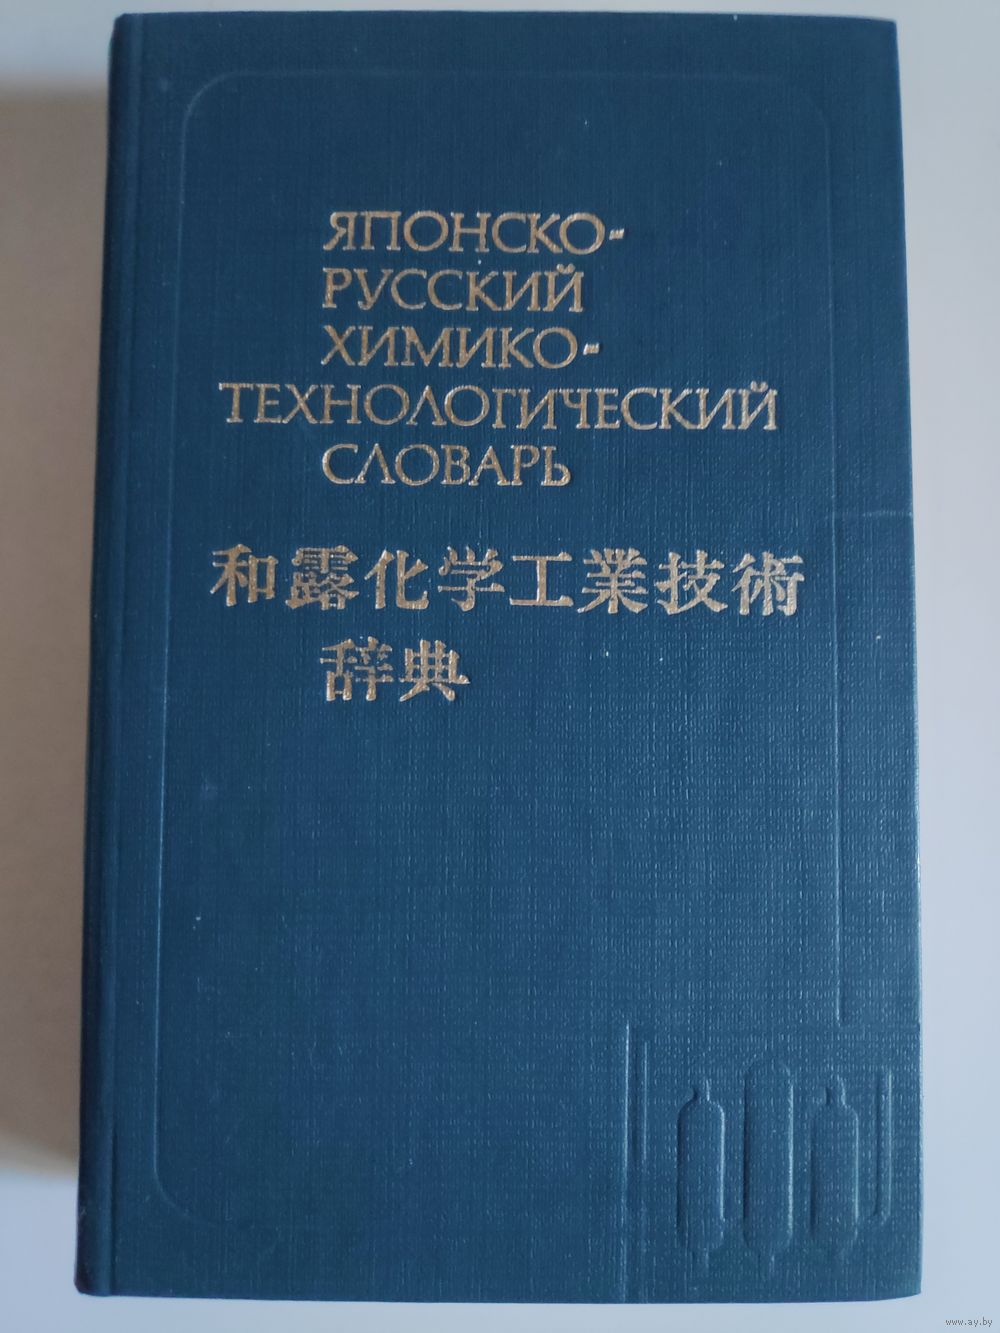 ЯПОНСКО-
РУССКИЙ
ХИМИКО-
ТЕХНОЛОГИЧЕСКИЙ
СЛОВАРЬ
和露化学工業技術
辞典
www.ay.by